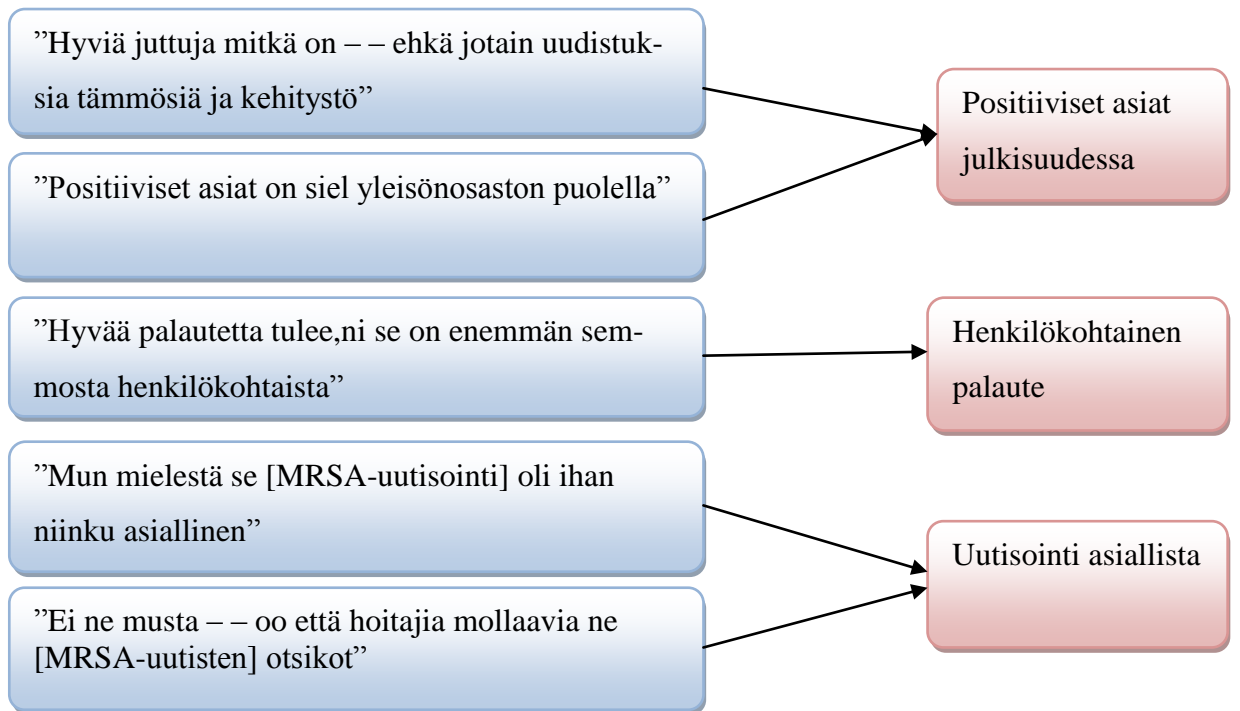 ”Hyviä juttuja mitkä on – – ehkä jotain uudistuk-
sia tämmösiä ja kehitystö”
”Positiiviset asiat on siel yleisönosaston puolella”
Positiiviset asiat
julkisuudessa
”Hyvää palautetta tulee,ni se on enemmän sem-
mosta henkilökohtaista”
Henkilökohtainen
palaute
”Mun mielestä se [MRSA-uutisointi] oli ihan
niinku asiallinen”
”Ei ne musta – – oo että hoitajia mollaavia ne
[MRSA-uutisten] otsikot”
Uutisointi asiallista